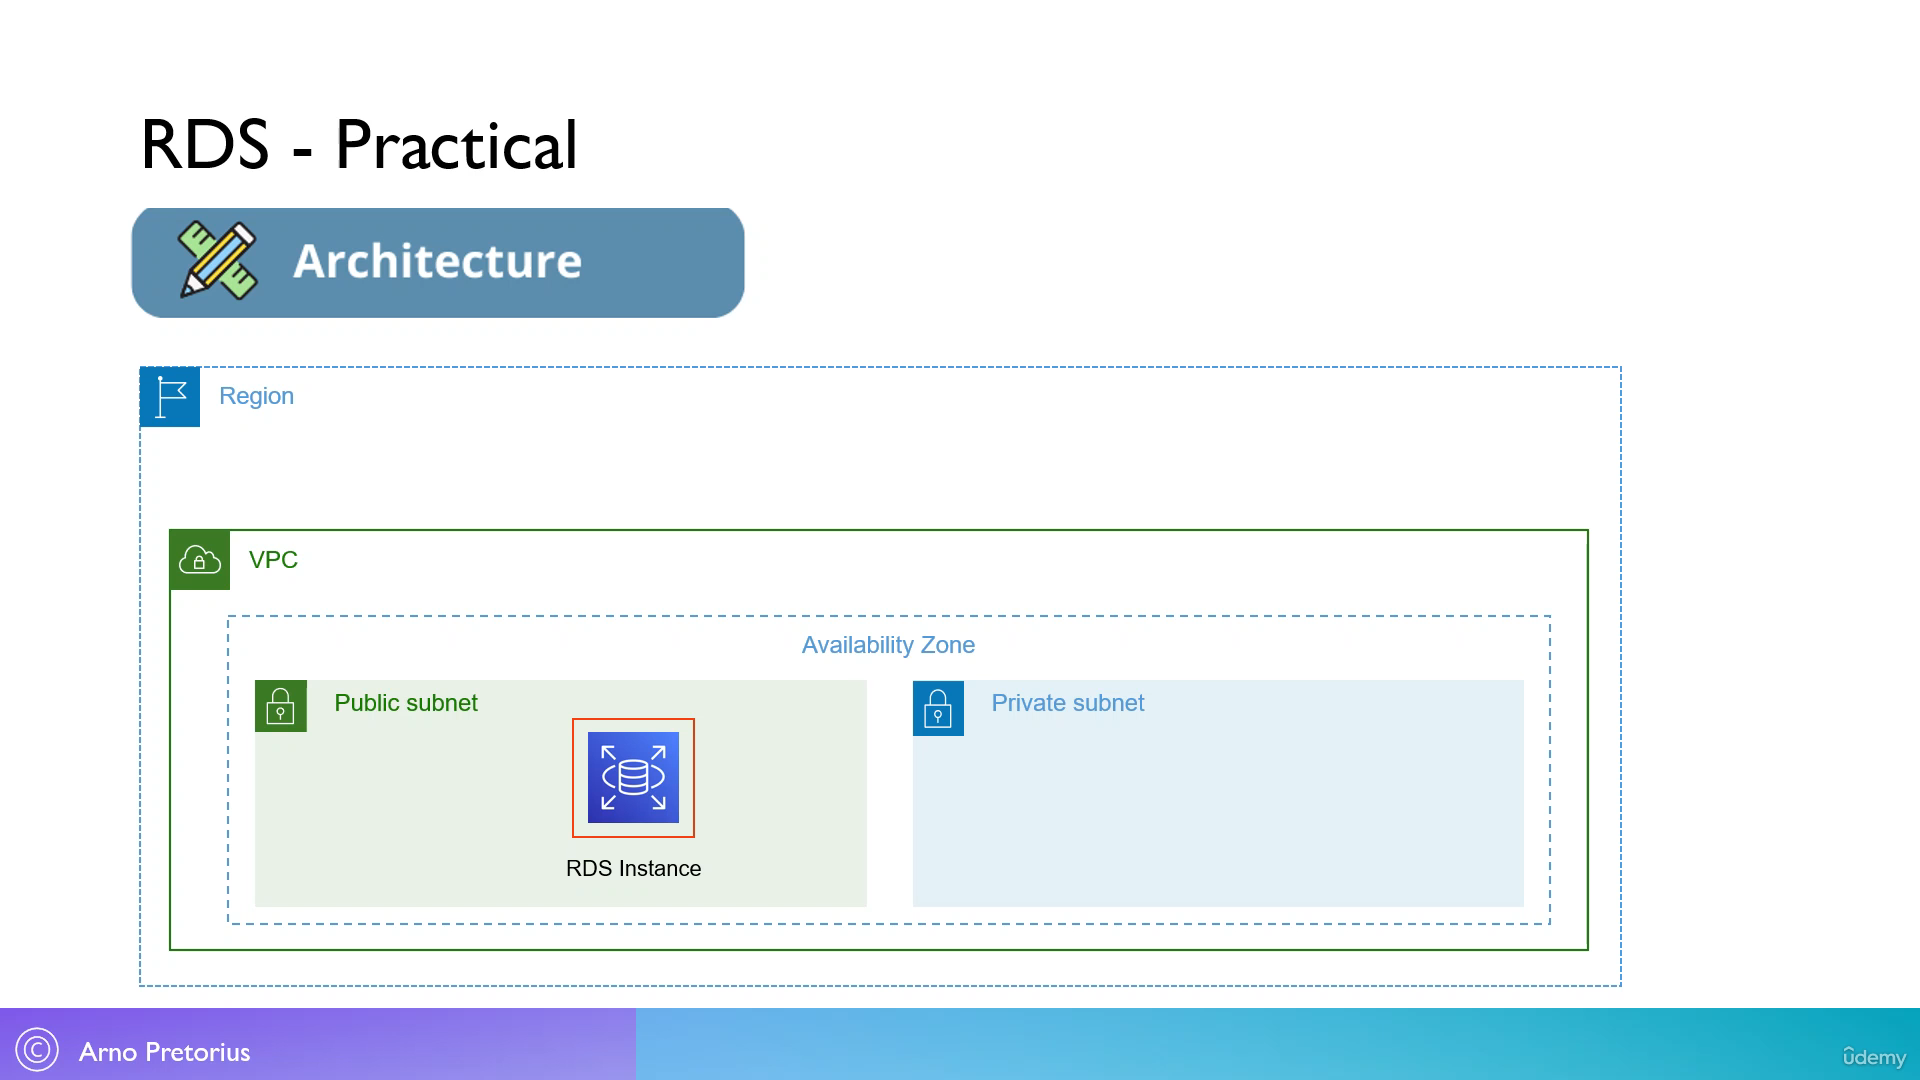 RDS - Practical
Architecture
Region
VPC
Availability Zone
Public subnet
Private subnet
RDS Instance
© Arno Pretorius
ûdemy